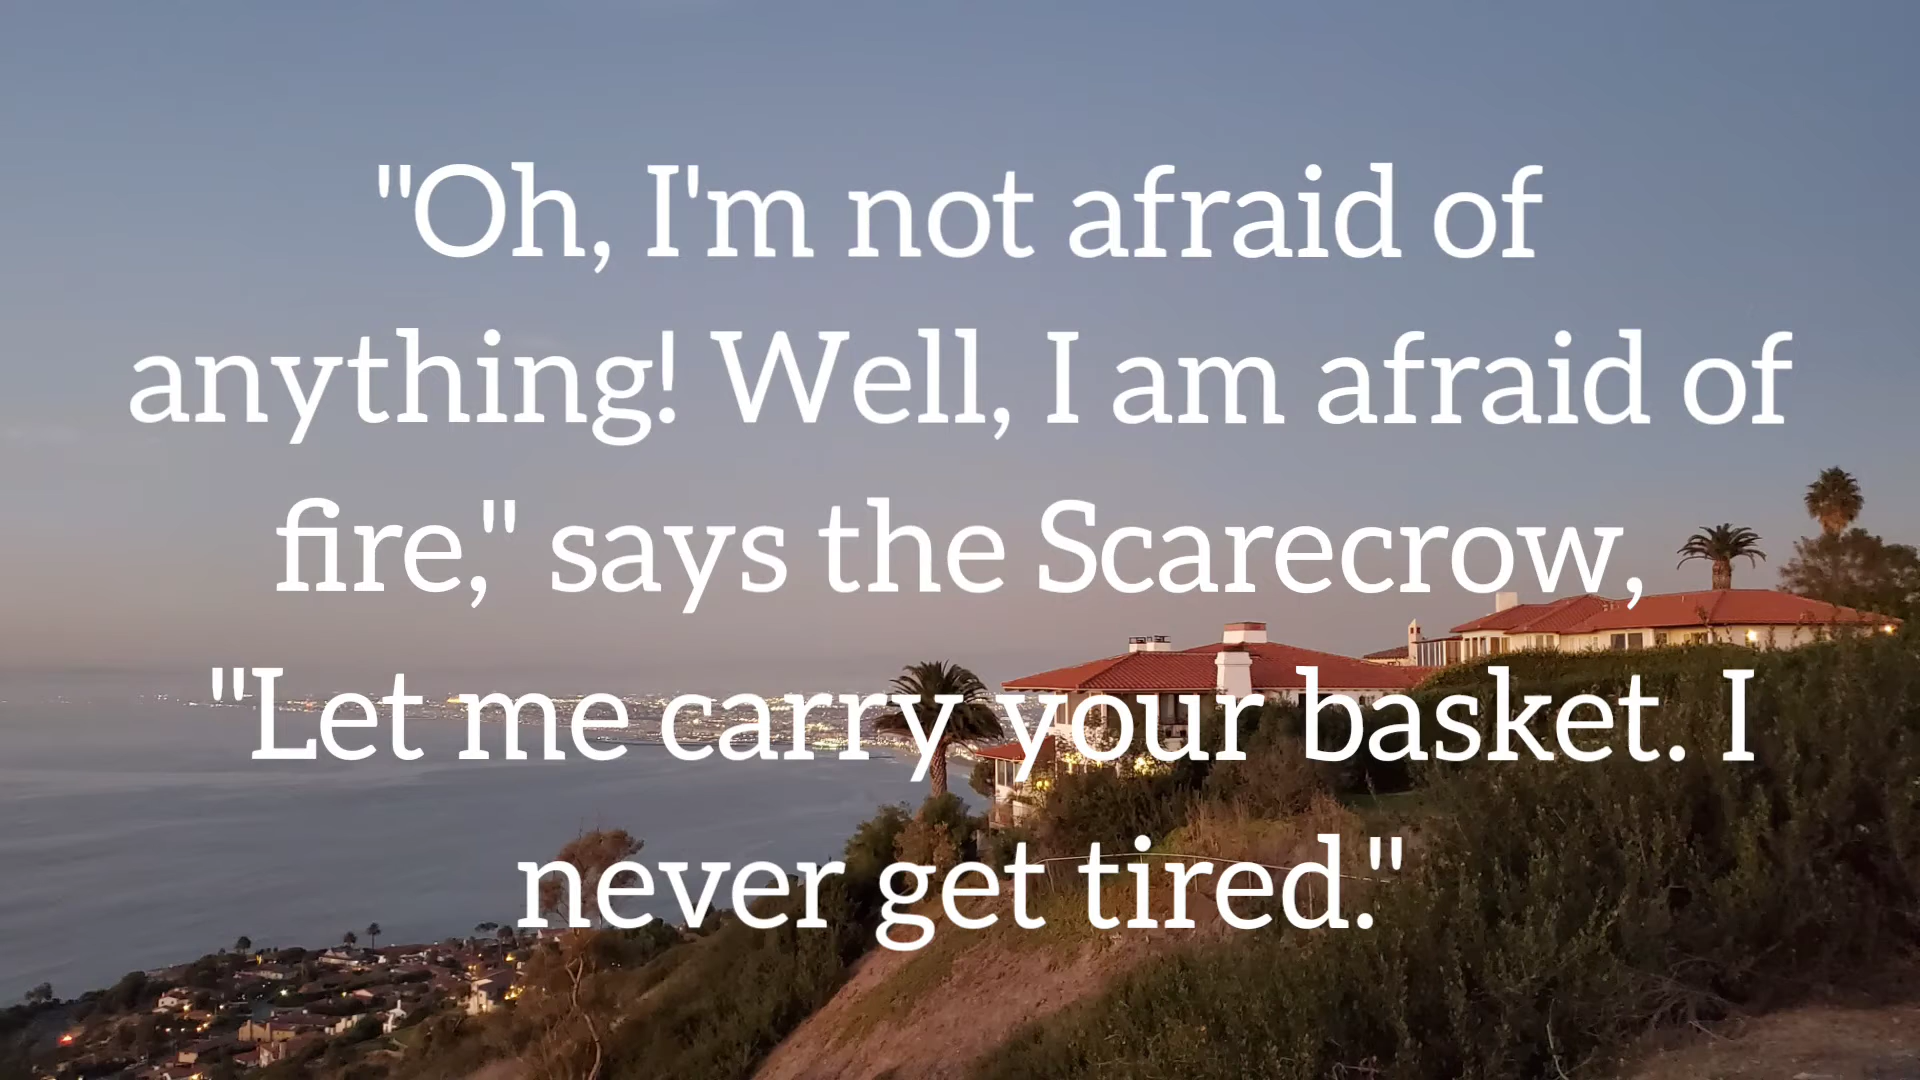 "Oh, I'm not afraid of
anything! Well, I am afraid of
fire," says the Scarecrow,
"Let me carry your basket. I
never get tired."